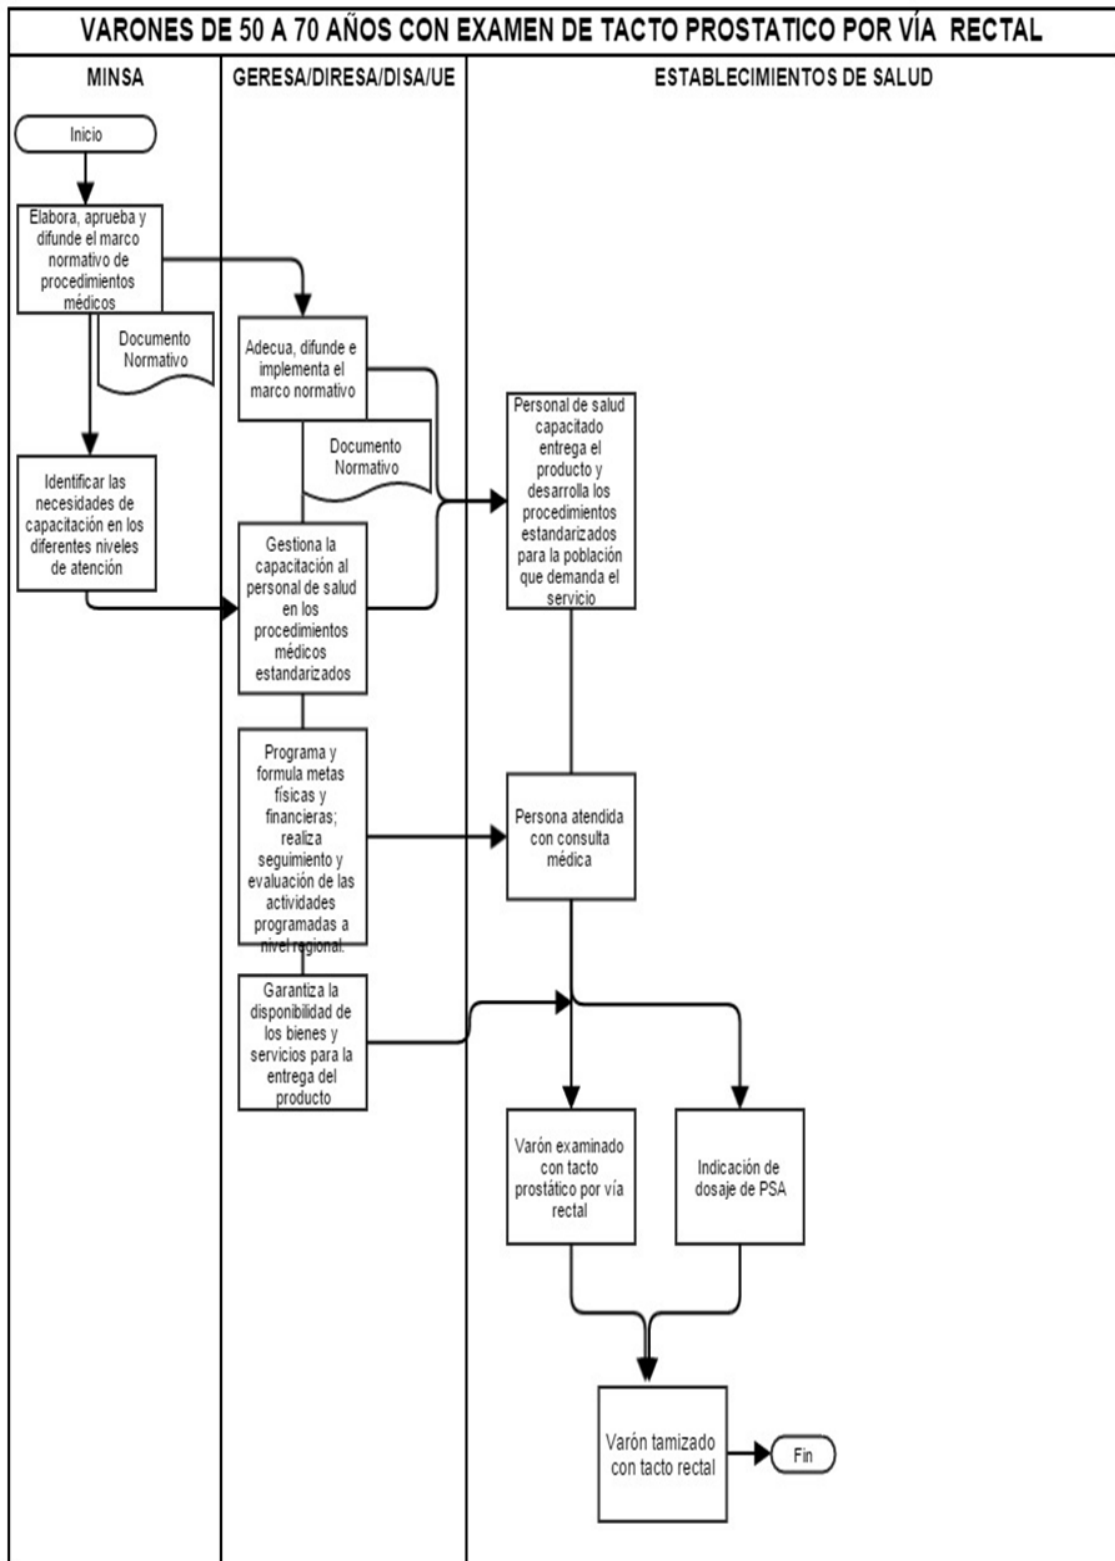 VARONES DE 50 A 70 AÑOS CON EXAMEN DE TACTO PROSTATICO POR VÍA RECTAL
MINSA
GERESA/DIRESA/DISA/UE
ESTABLECIMIENTOS DE SALUD
Inicio
Elabora, aprueba y
difunde el marco
normativo de
procedimientos
médicos
Documento
Normativo
Identificar las
necesidades de
capacitación en los
diferentes niveles
de atención
Adecua, difunde e
implementa el
marco normativo
Documento
Normativo
Gestiona la
capacitación al
personal de salud
en los
procedimientos
médicos
estandarizados
Programa y
formula metas
físicas y
financieras;
realiza
seguimiento y
evaluación de las
actividades
programadas a
nivel regional.
Garantiza la
disponibilidad de
los bienes y
servicios para la
entrega del
producto
Personal de salud
capacitado
entrega el
producto y
desarrolla los
procedimientos
estandarizados
para la población
que demanda el
servicio
Persona atendida
con consulta
médica
Varón examinado
con tacto
prostático por vía
rectal
Indicación de
dosaje de PSA
Varón tamizado
con tacto rectal
Fin